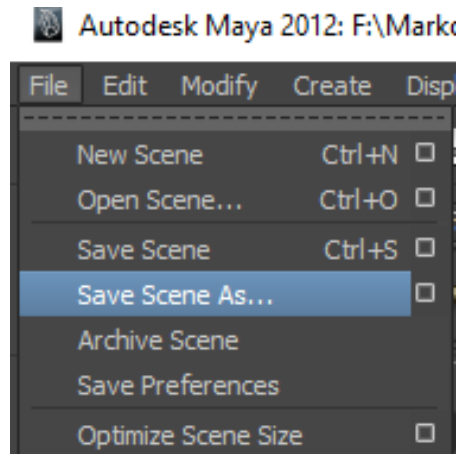 Autodesk Maya 2012: F:\Mark
File Edit Modify Create Disp
New Scene Ctrl+N
Open Scene... Ctrl+O
Save Scene Ctrl+S
Save Scene As...
Archive Scene
Save Preferences
Optimize Scene Size